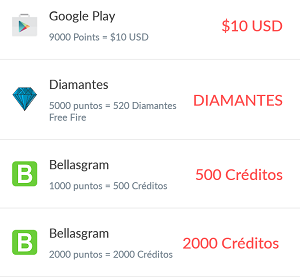 Google Play
$10 USD
9000 Points = $10 USD
Diamantes
DIAMANTES
5000 puntos = 520 Diamantes
Free Fire
B
Bellasgram
500 Créditos
1000 puntos = 500 Créditos
B
Bellasgram
2000 Créditos
2000 puntos = 2000 Créditos